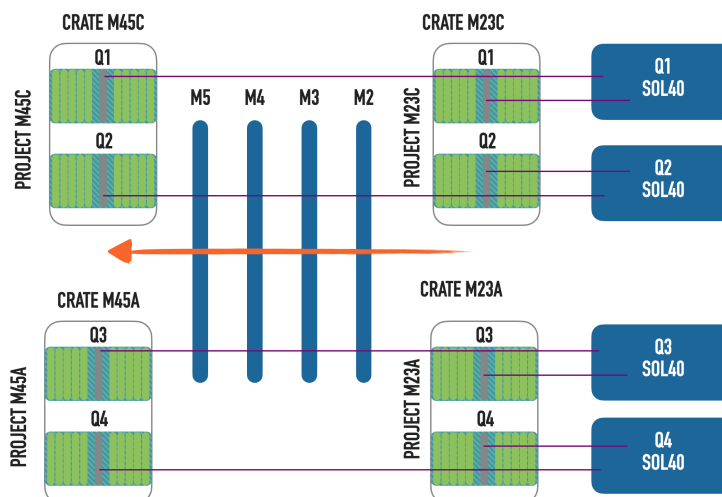 CRATE M45C
CRATE M23C
Q1
Q1
Q1
SOL40
M5
M4
M3
M2
PROJECT M45C
PROJECT M23C
Q2
Q2
Q2
SOL40
CRATE M45A
CRATE M23A
Q3
Q3
Q3
SOL40
PROJECT M45A
PROJECT M23A
Q4
Q4
Q4
SOL40